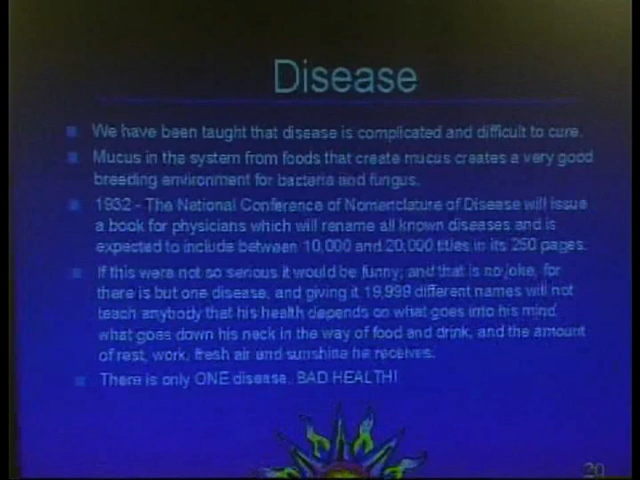 Disease
We have been taught that disease is complicated and difficult to cure.
Mucus in the system from foods that create mucus creates a very good
breeding environment for bacteria and fungus.
1932 - The National Conference of Nomenclature of Disease will issue
a book for physicians which will rename all known diseases and is
expected to include between 10,000 and 20,000 titles in its 250 pages.
If this were not so serious it would be funny; and that is no joke, for
there is but one disease, and giving it 19,999 different names will not
teach anybody that his health depends on what goes into his mind,
what goes down his neck in the way of food and drink, and the amount
of rest, work, fresh air and sunshine he receives.
There is only ONE disease. BAD HEALTH!
20